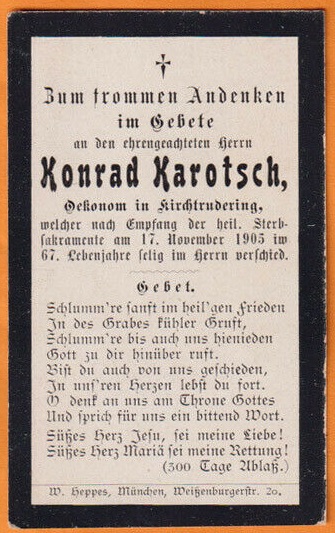 †
Zum frommen Andenken
im Gebete
an den ehrengeachteten Herrn
Konrad Karotsch,
Oekonom in Kirchtrudering,
welcher nach Empfang der heil. Sterb-
sakramente am 17. November 1905 im
67. Lebenjahre selig im Herrn verschied.
Gebet.
Schlumm're sanft im heil'gen Frieden
In des Grabes kühler Gruft,
Schlumm're bis auch uns hienieden
Gott zu dir hinüber ruft.
Bist du auch von uns geschieden,
In uns'ren Herzen lebst du fort.
O denk an uns am Throne Gottes
Und sprich für uns ein bittend Wort.
Süßes Herz Jesu, sei meine Liebe!
Süßes Herz Mariä sei meine Rettung!
(300 Tage Ablaß.)
W. Heppes, München, Weißenburgerstr. 20.